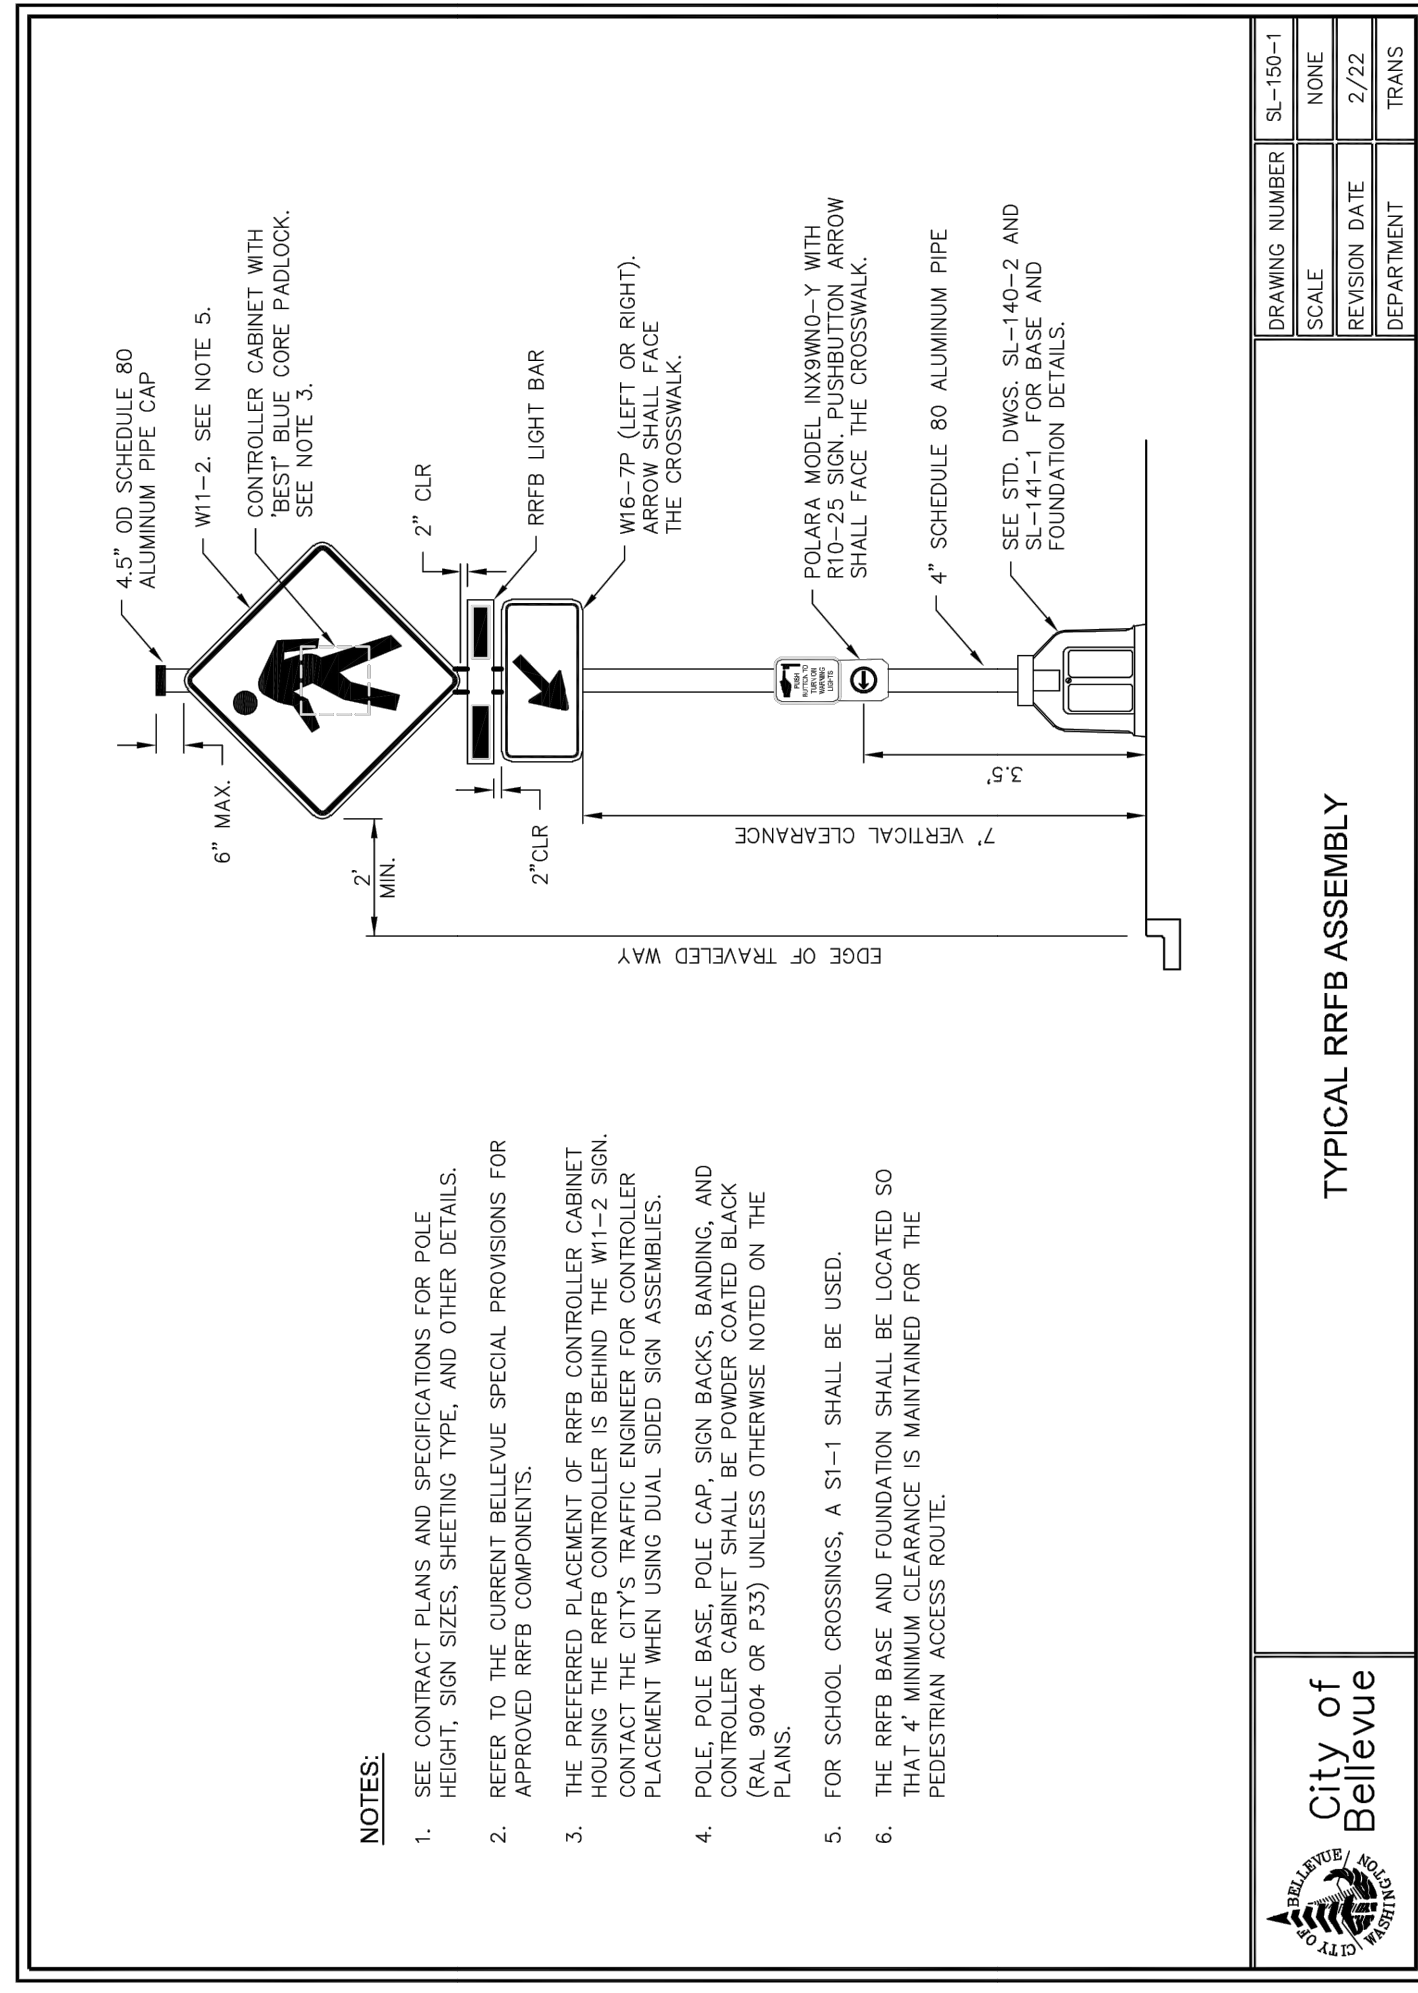 NOTES:
1. SEE CONTRACT PLANS AND SPECIFICATIONS FOR POLE
HEIGHT, SIGN SIZES, SHEETING TYPE, AND OTHER DETAILS.
2. REFER TO THE CURRENT BELLEVUE SPECIAL PROVISIONS FOR
APPROVED RRFB COMPONENTS.
3. THE PREFERRED PLACEMENT OF RRFB CONTROLLER CABINET
HOUSING THE RRFB CONTROLLER IS BEHIND THE W11-2 SIGN.
CONTACT THE CITY'S TRAFFIC ENGINEER FOR CONTROLLER
PLACEMENT WHEN USING DUAL SIDED SIGN ASSEMBLIES.
4. POLE, POLE BASE, POLE CAP, SIGN BACKS, BANDING, AND
CONTROLLER CABINET SHALL BE POWDER COATED BLACK
(RAL 9004 OR P33) UNLESS OTHERWISE NOTED ON THE
PLANS.
5. FOR SCHOOL CROSSINGS, A S1-1 SHALL BE USED.
6. THE RRFB BASE AND FOUNDATION SHALL BE LOCATED SO
THAT 4' MINIMUM CLEARANCE IS MAINTAINED FOR THE
PEDESTRIAN ACCESS ROUTE.
4.5" OD SCHEDULE 80
ALUMINUM PIPE CAP
W11-2. SEE NOTE 5.
CONTROLLER CABINET WITH
'BEST' BLUE CORE PADLOCK.
SEE NOTE 3.
6" MAX.
2'
MIN.
2" CLR
RRFB LIGHT BAR
2"CLR
W16-7P (LEFT OR RIGHT).
ARROW SHALL FACE
THE CROSSWALK.
EDGE OF TRAVELED WAY
7' VERTICAL CLEARANCE
3.5'
PUSH
BUTTON TO
TURN ON
WARNING
LIGHTS
POLARA MODEL INX9WN0-Y WITH
R10-25 SIGN. PUSHBUTTON ARROW
SHALL FACE THE CROSSWALK.
4" SCHEDULE 80 ALUMINUM PIPE
SEE STD. DWGS. SL-140-2 AND
SL-141-1 FOR BASE AND
FOUNDATION DETAILS.
CITY OF BELLEVUE
WASHINGTON
City of
Bellevue
TYPICAL RRFB ASSEMBLY
DRAWING NUMBER SL-150-1
SCALE NONE
REVISION DATE 2/22
DEPARTMENT TRANS